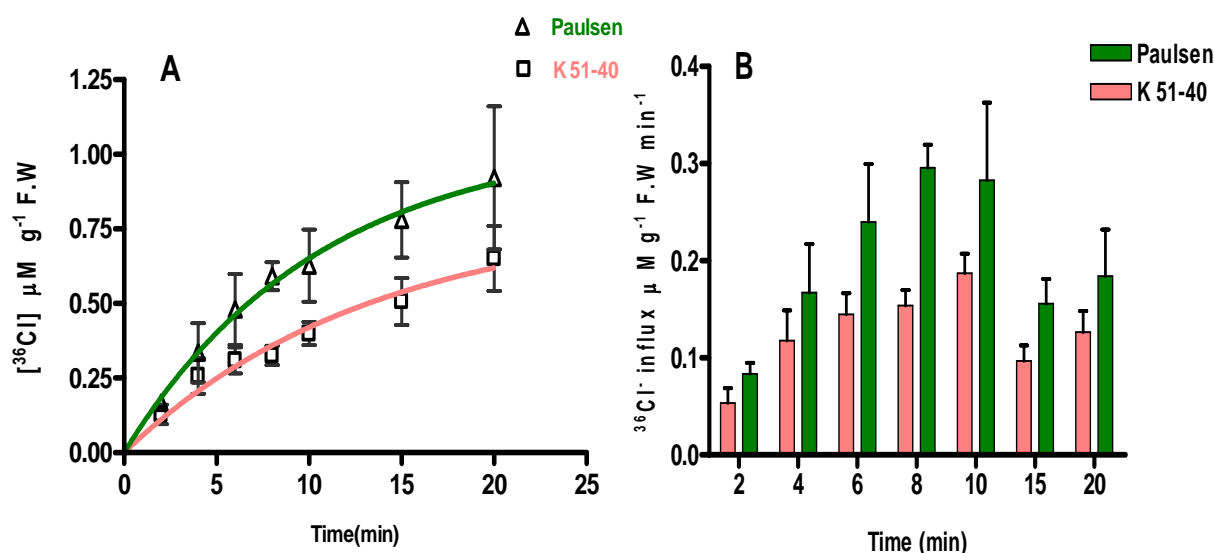 A
Paulsen
K 51-40
[³⁶Cl] μM g⁻¹ F.W
1.25
1.00
0.75
0.50
0.25
0.00
0 5 10 15 20 25
Time(min)
B
Paulsen
K 51-40
³⁶Cl⁻ influx μ M g⁻¹ F.W min⁻¹
0.4
0.3
0.2
0.1
0.0
2 4 6 8 10 15 20
Time (min)